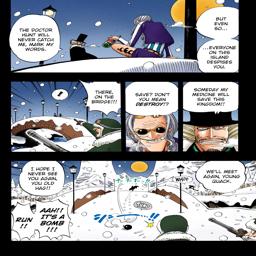 THE DOCTOR
HUNT WILL
NEVER CATCH
ME, MARK MY
WORDS.
BUT
EVEN
SO...
...EVERYONE
ON THIS
ISLAND
DESPISES
YOU.
!
THERE,
ON THE
BRIDGE!!!
SAVE? DON'T
YOU MEAN
DESTROY?
SOMEDAY MY
MEDICINE WILL
SAVE THIS
KINGDOM!!
I HOPE I
NEVER SEE
YOU AGAIN,
YOU OLD
HAG!!
WE'LL MEET
AGAIN, YOUNG
QUACK.
RUN
!!
AAH!!
IT'S A
BOMB
!!!